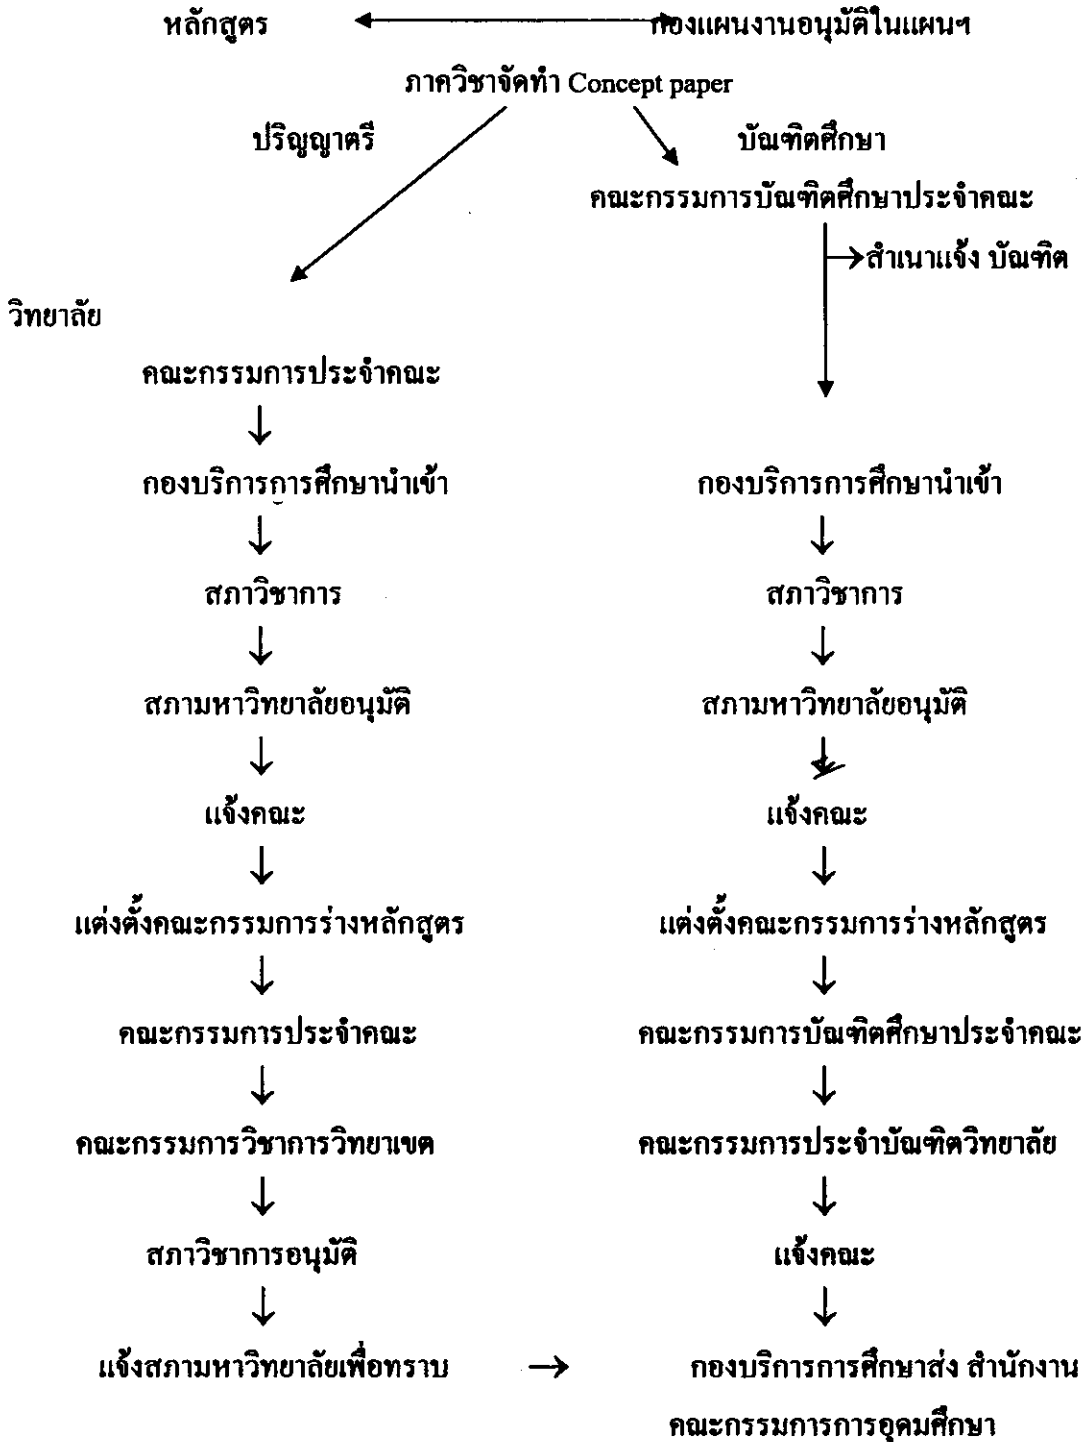 หลักสูตร กองแผนงานอนุมัติในแผนฯ
ภาควิชาจัดทำ Concept paper
ปริญญาตรี บัณฑิตศึกษา
คณะกรรมการบัณฑิตศึกษาประจำคณะ
สำเนาแจ้ง บัณฑิต
วิทยาลัย
คณะกรรมการประจำคณะ
กองบริการการศึกษานำเข้า กองบริการการศึกษานำเข้า
สภาวิชาการ สภาวิชาการ
สภามหาวิทยาลัยอนุมัติ สภามหาวิทยาลัยอนุมัติ
แจ้งคณะ แจ้งคณะ
แต่งตั้งคณะกรรมการร่างหลักสูตร แต่งตั้งคณะกรรมการร่างหลักสูตร
คณะกรรมการประจำคณะ คณะกรรมการบัณฑิตศึกษาประจำคณะ
คณะกรรมการวิชาการวิทยาเขต คณะกรรมการประจำบัณฑิตวิทยาลัย
สภาวิชาการอนุมัติ แจ้งคณะ
แจ้งสภามหาวิทยาลัยเพื่อทราบ กองบริการการศึกษาส่ง สำนักงาน
คณะกรรมการการอุดมศึกษา